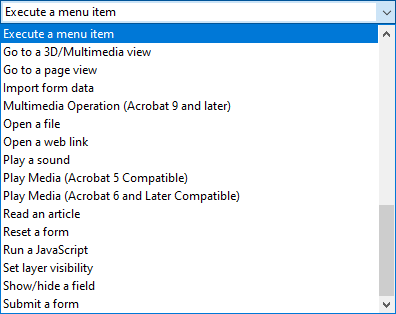 Execute a menu item
Execute a menu item
Go to a 3D/Multimedia view
Go to a page view
Import form data
Multimedia Operation (Acrobat 9 and later)
Open a file
Open a web link
Play a sound
Play Media (Acrobat 5 Compatible)
Play Media (Acrobat 6 and Later Compatible)
Read an article
Reset a form
Run a JavaScript
Set layer visibility
Show/hide a field
Submit a form